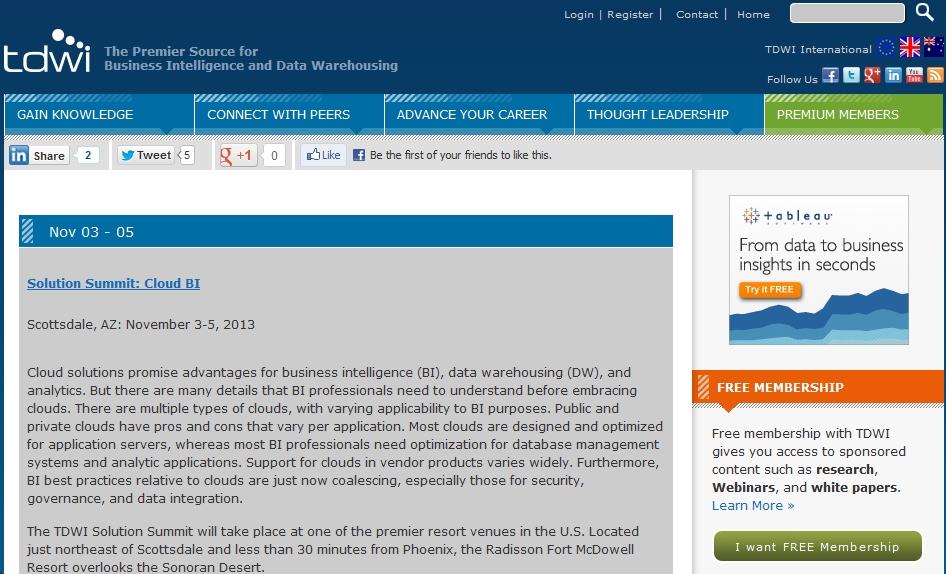 Login | Register | Contact | Home
tdwi The Premier Source for
Business Intelligence and Data Warehousing
TDWI International
Follow Us
GAIN KNOWLEDGE CONNECT WITH PEERS ADVANCE YOUR CAREER THOUGHT LEADERSHIP PREMIUM MEMBERS
in Share 2 Tweet 5 g +1 0 Like Be the first of your friends to like this.
Nov 03 - 05
Solution Summit: Cloud BI
Scottsdale, AZ: November 3-5, 2013
Cloud solutions promise advantages for business intelligence (BI), data warehousing (DW), and
analytics. But there are many details that BI professionals need to understand before embracing
clouds. There are multiple types of clouds, with varying applicability to BI purposes. Public and
private clouds have pros and cons that vary per application. Most clouds are designed and optimized
for application servers, whereas most BI professionals need optimization for database management
systems and analytic applications. Support for clouds in vendor products varies widely. Furthermore,
BI best practices relative to clouds are just now coalescing, especially those for security,
governance, and data integration.
The TDWI Solution Summit will take place at one of the premier resort venues in the U.S. Located
just northeast of Scottsdale and less than 30 minutes from Phoenix, the Radisson Fort McDowell
Resort overlooks the Sonoran Desert.
tableau
SOFTWARE
From data to business
insights in seconds
Try it FREE
FREE MEMBERSHIP
Free membership with TDWI
gives you access to sponsored
content such as research,
Webinars, and white papers.
Learn More »
I want FREE Membership